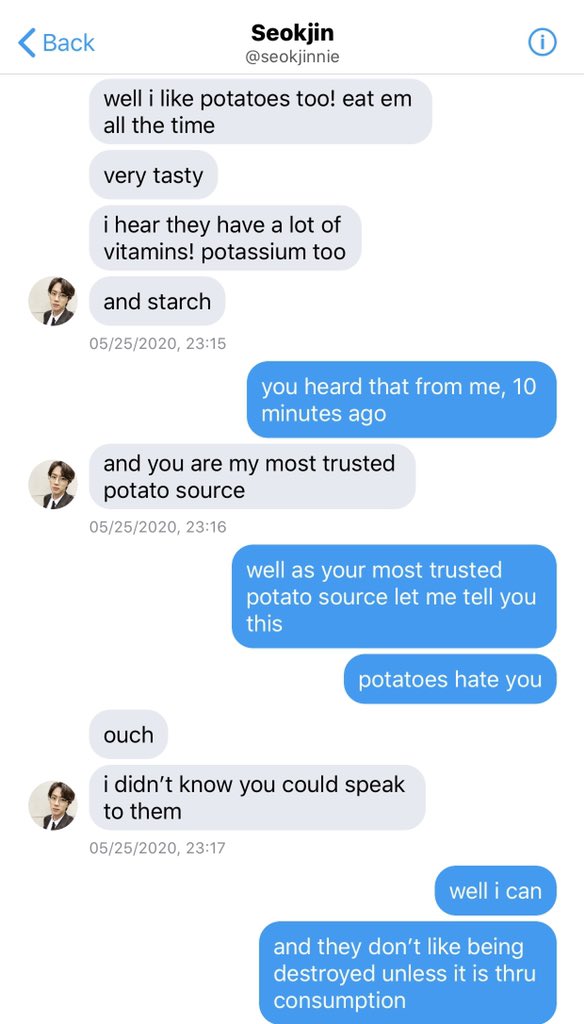 Back
Seokjin
@seokjinnie
well i like potatoes too! eat em
all the time
very tasty
i hear they have a lot of
vitamins! potassium too
and starch
05/25/2020, 23:15
you heard that from me, 10
minutes ago
and you are my most trusted
potato source
05/25/2020, 23:16
well as your most trusted
potato source let me tell you
this
potatoes hate you
ouch
i didn’t know you could speak
to them
05/25/2020, 23:17
well i can
and they don’t like being
destroyed unless it is thru
consumption